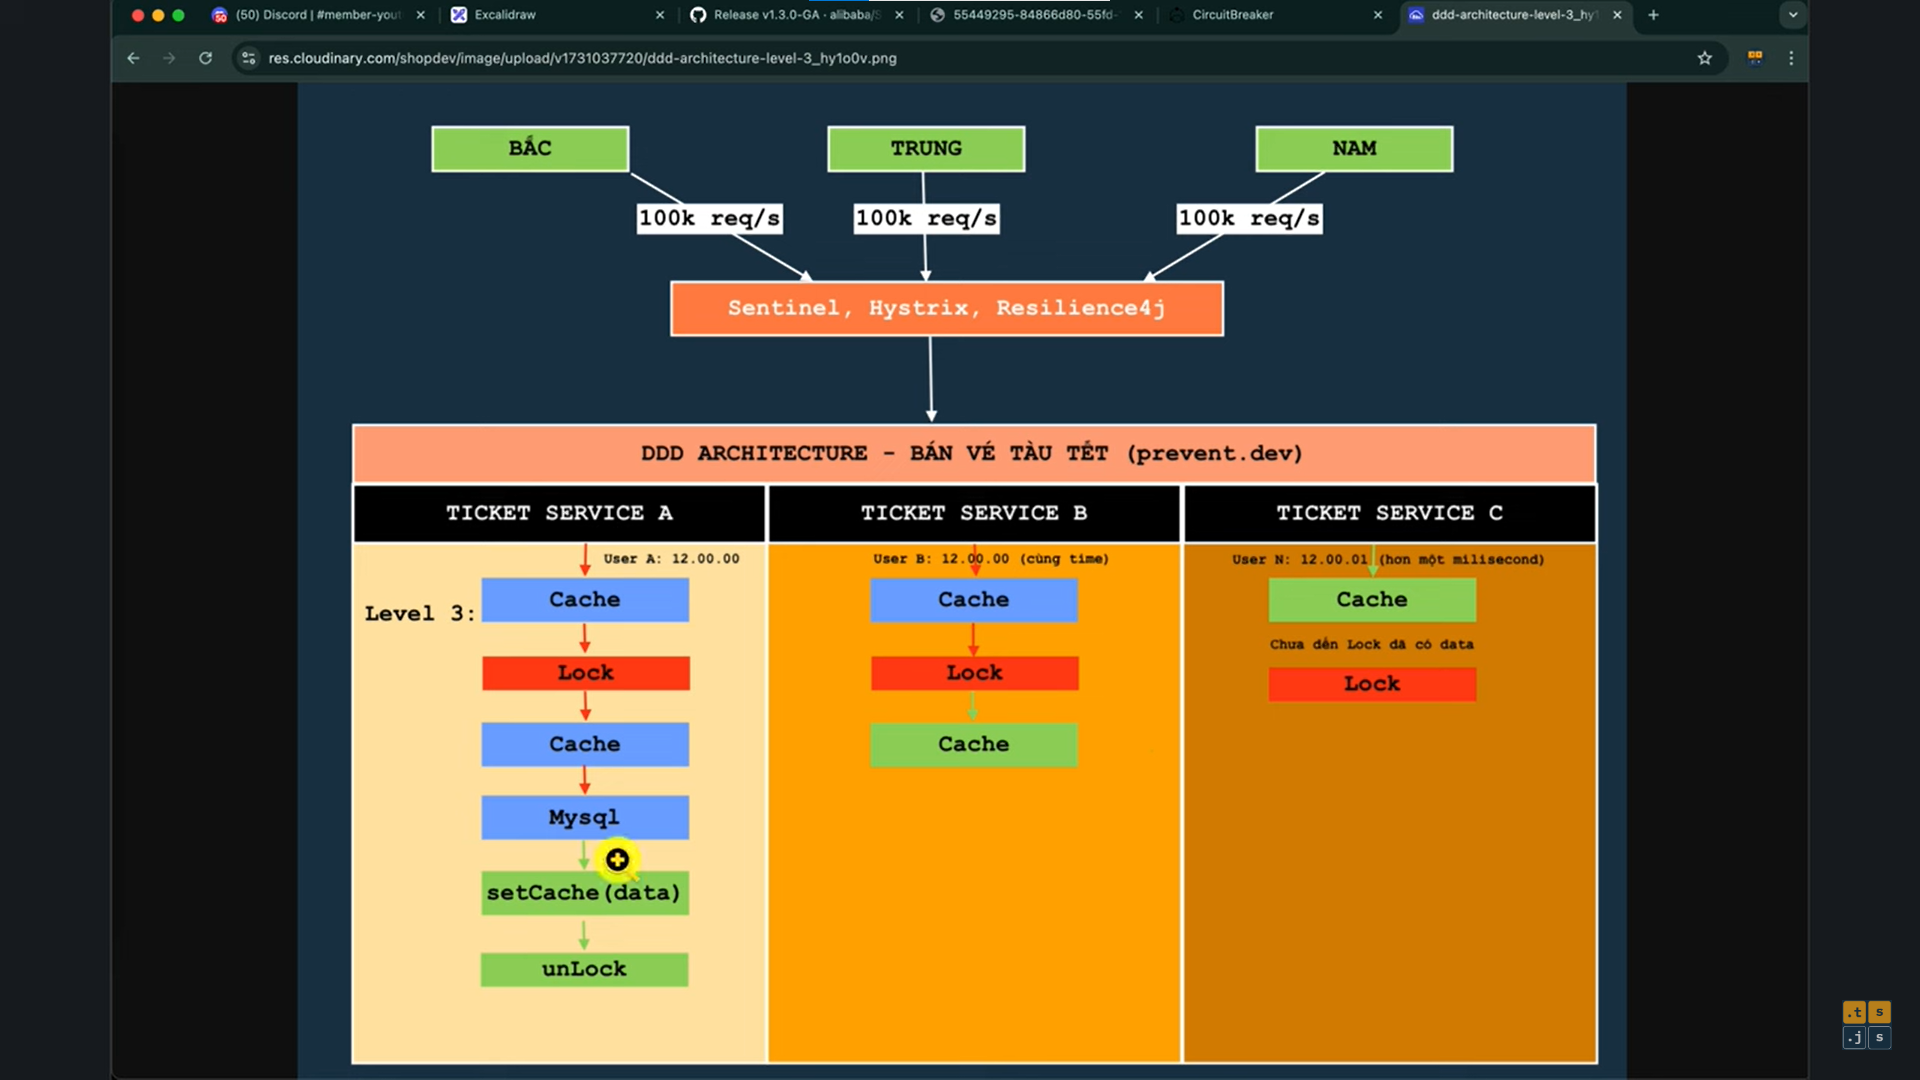 (50) Discord | #member-yout
Excalidraw
Release v1.3.0-GA · alibaba/S
55449295-84866d80-55fd-
CircuitBreaker
ddd-architecture-level-3_hy1
res.cloudinary.com/shopdev/image/upload/v1731037720/ddd-architecture-level-3_hy1o0v.png
BẮC
TRUNG
NAM
100k req/s
100k req/s
100k req/s
Sentinel, Hystrix, Resilience4j
DDD ARCHITECTURE - BÁN VÉ TÀU TẾT (prevent.dev)
TICKET SERVICE A
TICKET SERVICE B
TICKET SERVICE C
User A: 12.00.00
User B: 12.00.00 (cùng time)
User N: 12.00.01 (hơn một milisecond)
Level 3:
Cache
Lock
Cache
Mysql
setCache(data)
unLock
Cache
Lock
Cache
Cache
Chưa đến Lock đã có data
Lock
.t s
.j s